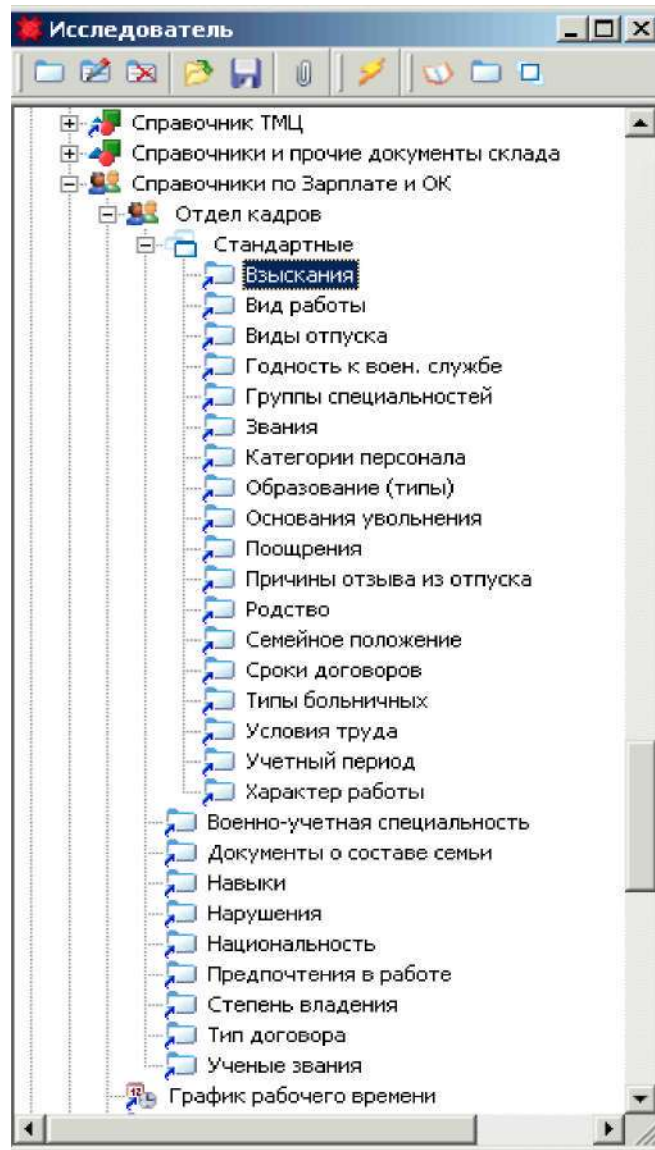 Исследователь
Справочник ТМЦ
Справочники и прочие документы склада
Справочники по Зарплате и ОК
Отдел кадров
Стандартные
Взыскания
Вид работы
Виды отпуска
Годность к воен. службе
Группы специальностей
Звания
Категории персонала
Образование (типы)
Основания увольнения
Поощрения
Причины отзыва из отпуска
Родство
Семейное положение
Сроки договоров
Типы больничных
Условия труда
Учетный период
Характер работы
Военно-учетная специальность
Документы о составе семьи
Навыки
Нарушения
Национальность
Предпочтения в работе
Степень владения
Тип договора
Ученые звания
График рабочего времени